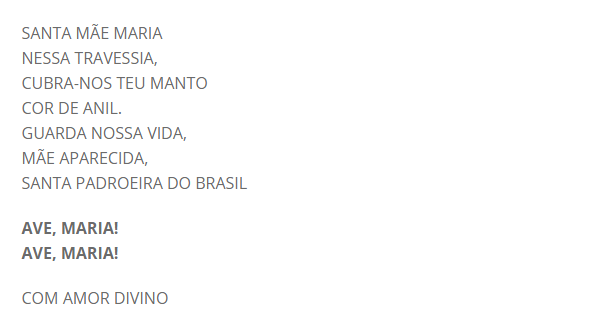 SANTA MÃE MARIA
NESSA TRAVESSIA,
CUBRA-NOS TEU MANTO
COR DE ANIL.
GUARDA NOSSA VIDA,
MÃE APARECIDA,
SANTA PADROEIRA DO BRASIL
AVE, MARIA!
AVE, MARIA!
COM AMOR DIVINO